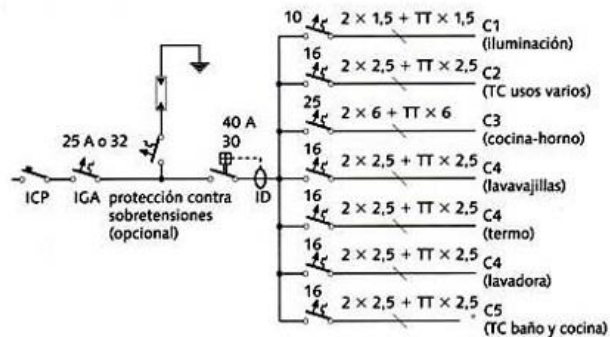 10 2 × 1,5 + TT × 1,5 C1
(iluminación)
16 2 × 2,5 + TT × 2,5 C2
(TC usos varios)
25 2 × 6 + TT × 6 C3
(cocina-horno)
16 2 × 2,5 + TT × 2,5 C4
(lavavajillas)
16 2 × 2,5 + TT × 2,5 C4
(termo)
16 2 × 2,5 + TT × 2,5 C4
(lavadora)
16 2 × 2,5 + TT × 2,5 C5
(TC baño y cocina)
25 A o 32
40 A
30
ICP
IGA
protección contra
sobretensiones
(opcional)
ID